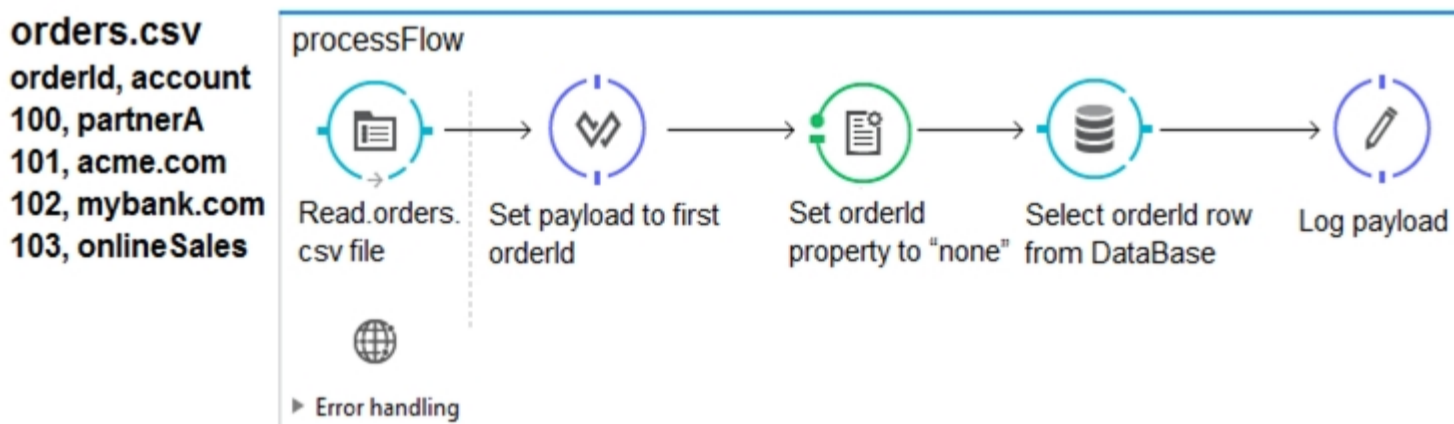 orders.csv
orderId, account
100, partnerA
101, acme.com
102, mybank.com
103, onlineSales
processFlow
Read.orders.
csv file
Set payload to first
orderId
Set orderId
property to “none”
Select orderId row
from DataBase
Log payload
Error handling